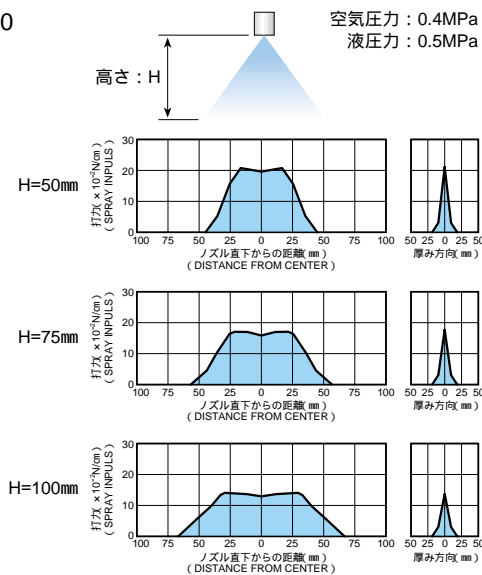 0
空気圧力：0.4MPa
液圧力：0.5MPa
高さ：H
H=50㎜
打力( ×10⁻²N/㎠ )
( SPRAY INPULS )
30
20
10
0
100 75 50 25 0 25 50 75 100
ノズル直下からの距離( ㎜ )
( DISTANCE FROM CENTER )
50 25 0 25 50
厚み方向( ㎜ )
H=75㎜
打力( ×10⁻²N/㎠ )
( SPRAY INPULS )
30
20
10
0
100 75 50 25 0 25 50 75 100
ノズル直下からの距離( ㎜ )
( DISTANCE FROM CENTER )
50 25 0 25 50
厚み方向( ㎜ )
H=100㎜
打力( ×10⁻²N/㎠ )
( SPRAY INPULS )
30
20
10
0
100 75 50 25 0 25 50 75 100
ノズル直下からの距離( ㎜ )
( DISTANCE FROM CENTER )
50 25 0 25 50
厚み方向( ㎜ )